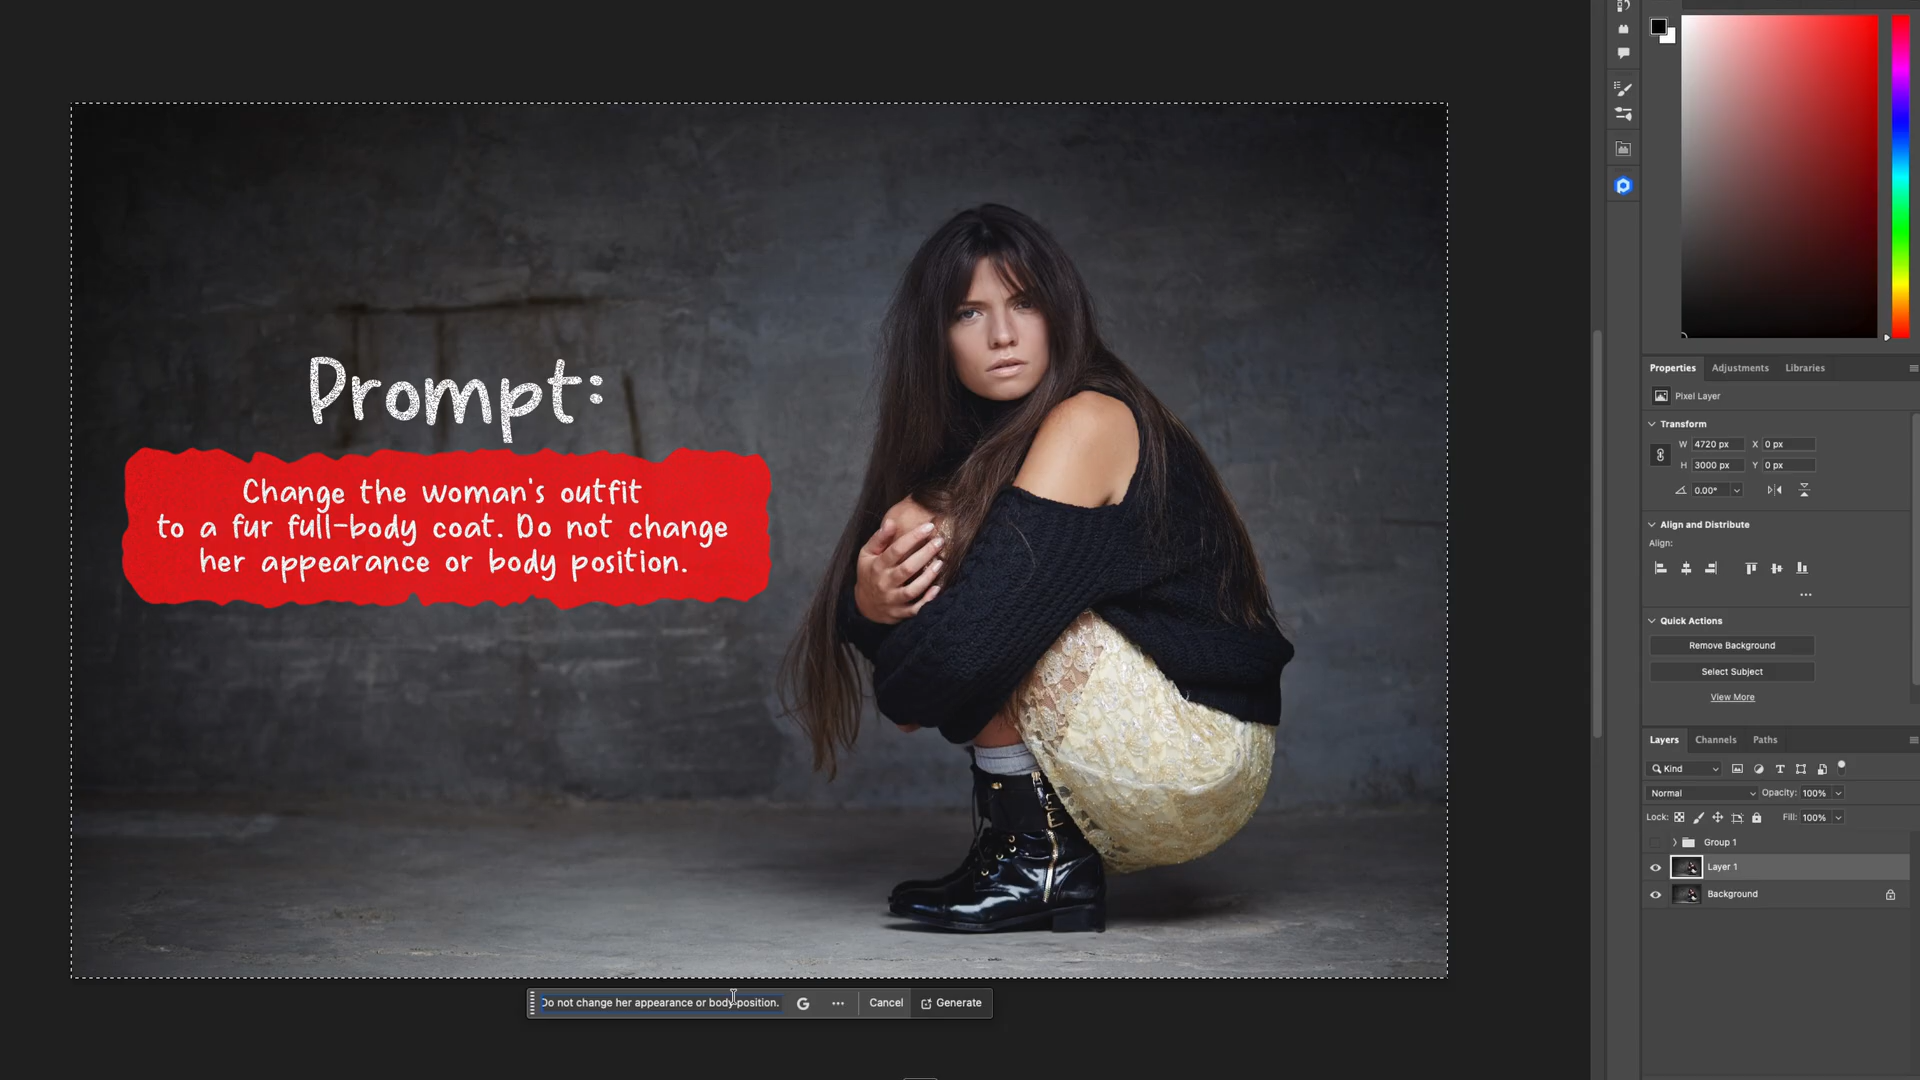 Prompt:
Change the woman's outfit
to a fur full-body coat. Do not change
her appearance or body position.
Do not change her appearance or body position.
Cancel
Generate
Properties
Adjustments
Libraries
Pixel Layer
Transform
W 4720 px X 0 px
H 3000 px Y 0 px
0.00°
Align and Distribute
Align:
Quick Actions
Remove Background
Select Subject
View More
Layers
Channels
Paths
Kind
Normal Opacity: 100%
Lock: Fill: 100%
Group 1
Layer 1
Background